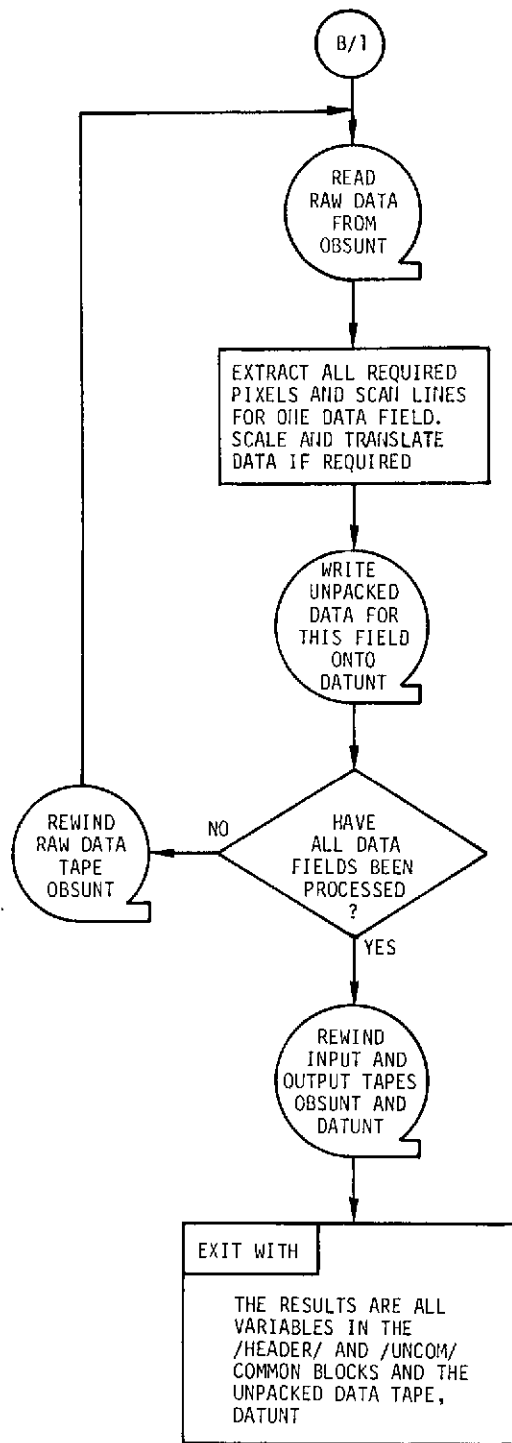 B/1
READ
RAW DATA
FROM
OBSUNT
EXTRACT ALL REQUIRED
PIXELS AND SCAN LINES
FOR ONE DATA FIELD.
SCALE AND TRANSLATE
DATA IF REQUIRED
WRITE
UNPACKED
DATA FOR
THIS FIELD
ONTO
DATUNT
HAVE
ALL DATA
FIELDS BEEN
PROCESSED
?
NO
REWIND
RAW DATA
TAPE
OBSUNT
YES
REWIND
INPUT AND
OUTPUT TAPES
OBSUNT AND
DATUNT
EXIT WITH
THE RESULTS ARE ALL
VARIABLES IN THE
/HEADER/ AND /UNCOM/
COMMON BLOCKS AND THE
UNPACKED DATA TAPE,
DATUNT